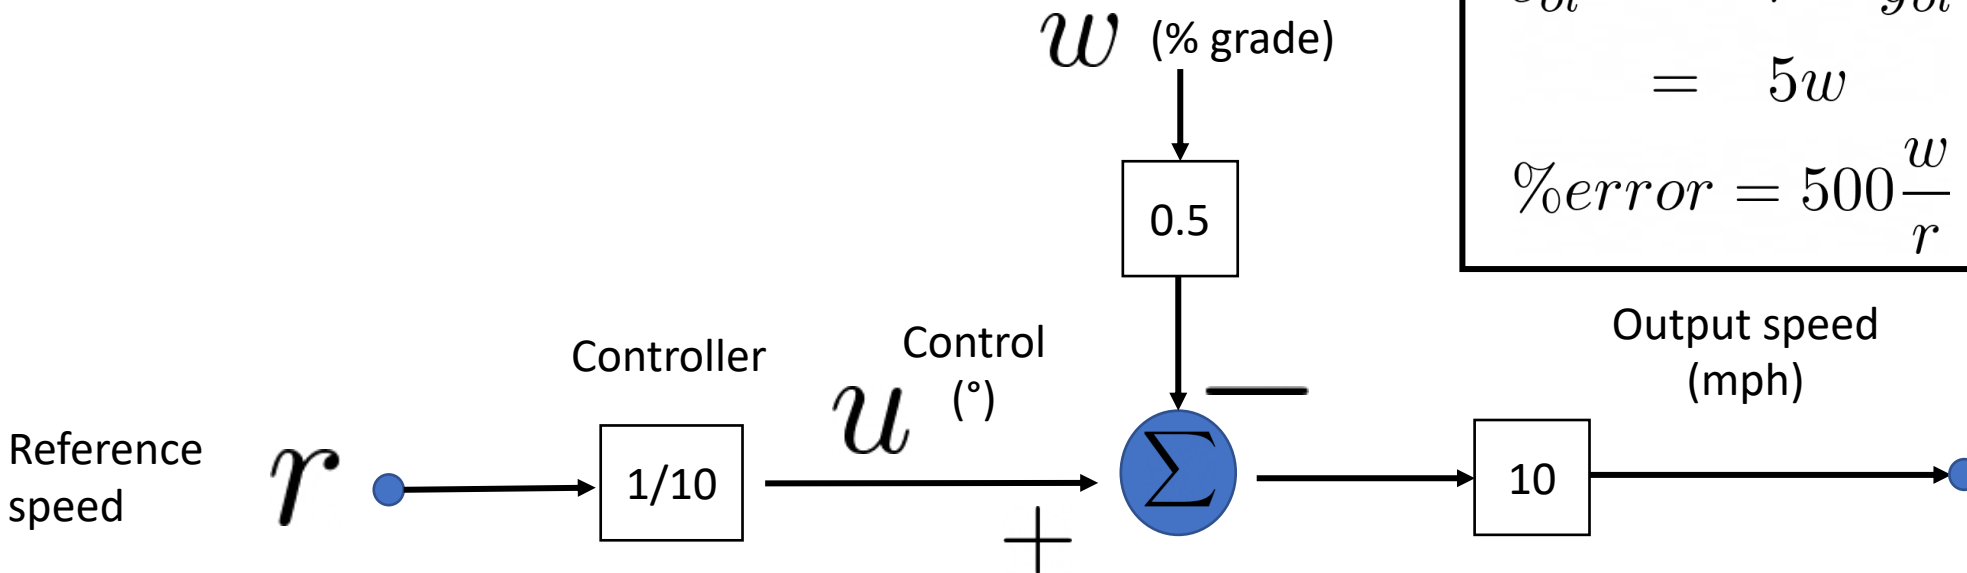 w (% grade)
= 5w
%error = 500 w/r
0.5
Output speed
(mph)
Controller
Control
(°)
u
−
Reference
speed
r
1/10
+
Σ
10